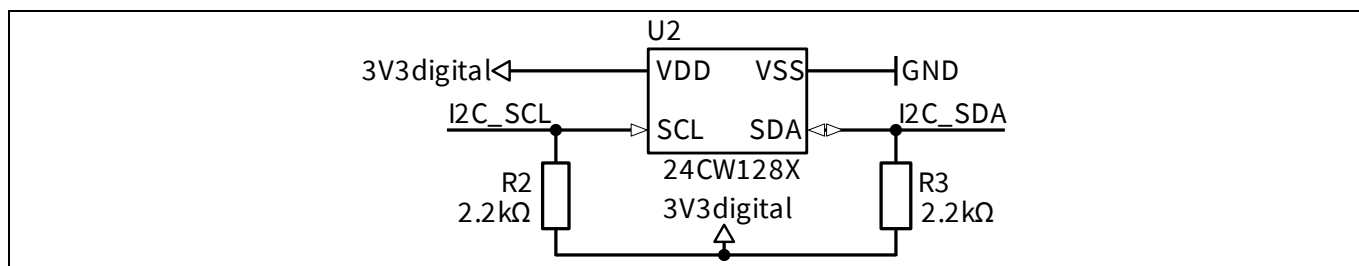 U2
3V3digital VDD VSS GND
I2C_SCL SCL SDA I2C_SDA
24CW128X
R2 3V3digital R3
2.2kΩ 2.2kΩ